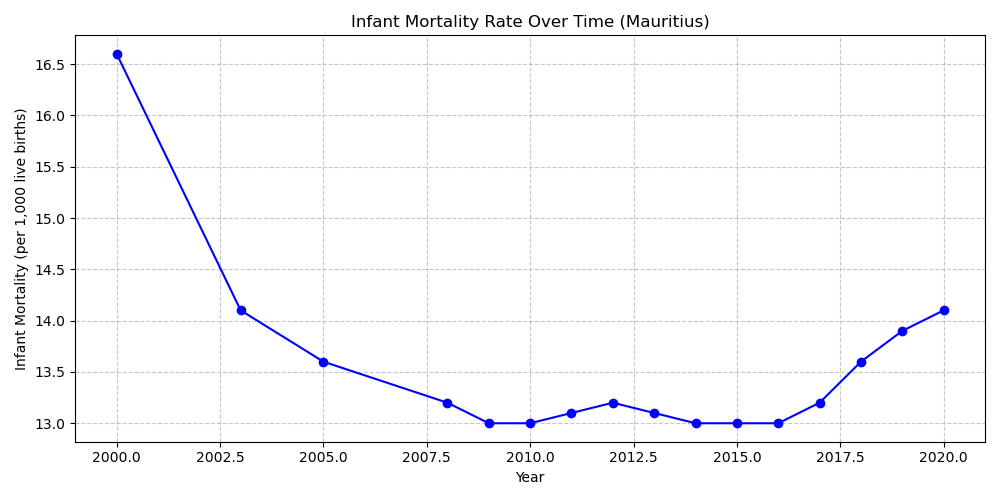 Infant Mortality Rate Over Time (Mauritius)
Infant Mortality (per 1,000 live births)
16.5
16.0
15.5
15.0
14.5
14.0
13.5
13.0
2000.0 2002.5 2005.0 2007.5 2010.0 2012.5 2015.0 2017.5 2020.0
Year